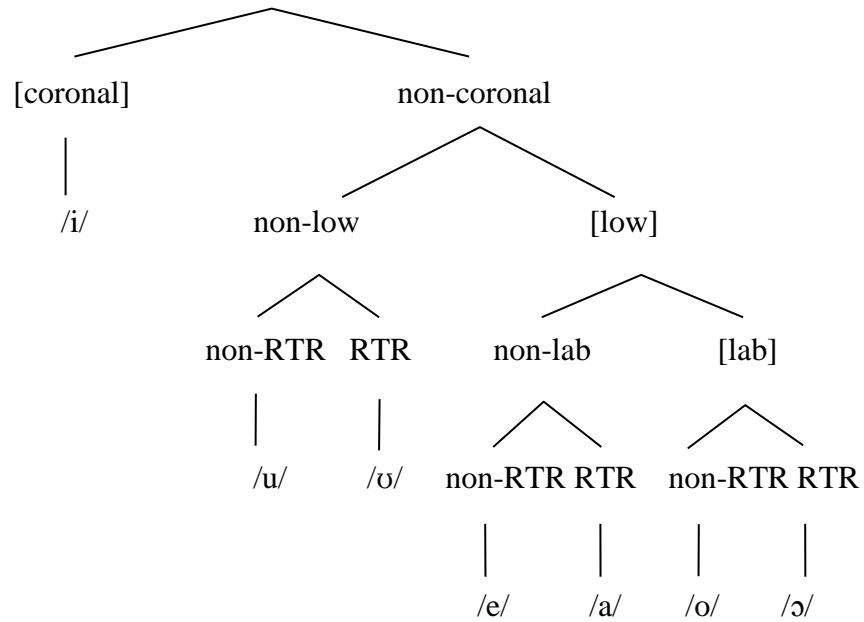 [coronal] non-coronal
/i/ non-low [low]
non-RTR RTR non-lab [lab]
/u/ /ʊ/ non-RTR RTR non-RTR RTR
/e/ /a/ /o/ /ɔ/